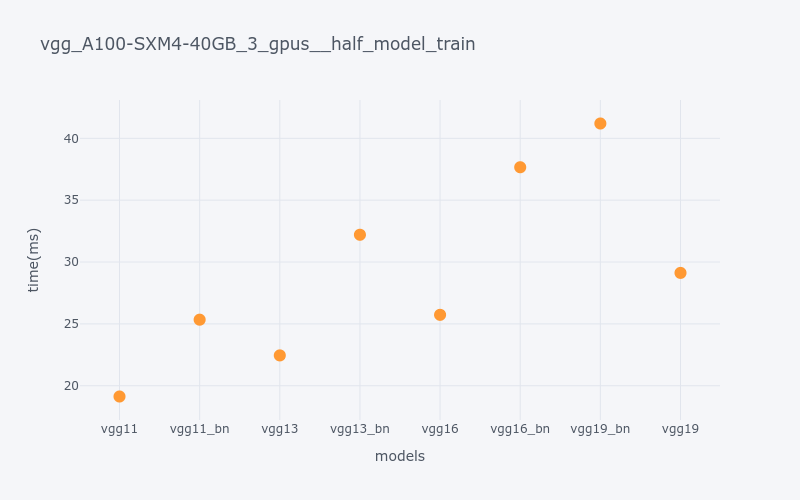 vgg_A100-SXM4-40GB_3_gpus__half_model_train
time(ms)
40
35
30
25
20
vgg11 vgg11_bn vgg13 vgg13_bn vgg16 vgg16_bn vgg19_bn vgg19
models